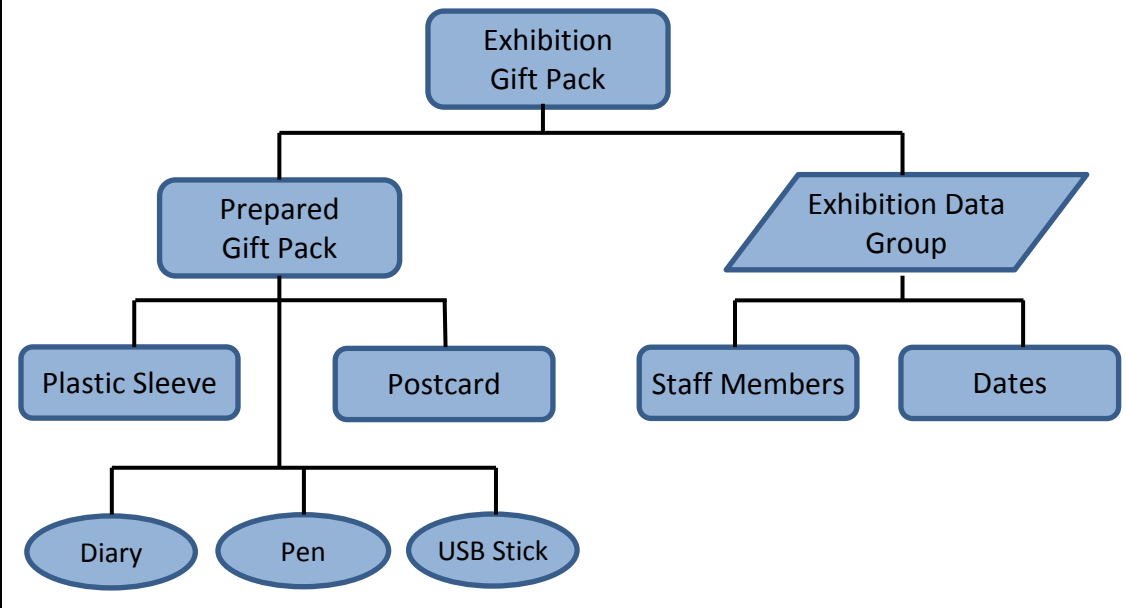 Exhibition
Gift Pack
Prepared
Gift Pack
Exhibition Data
Group
Plastic Sleeve
Postcard
Staff Members
Dates
Diary
Pen
USB Stick